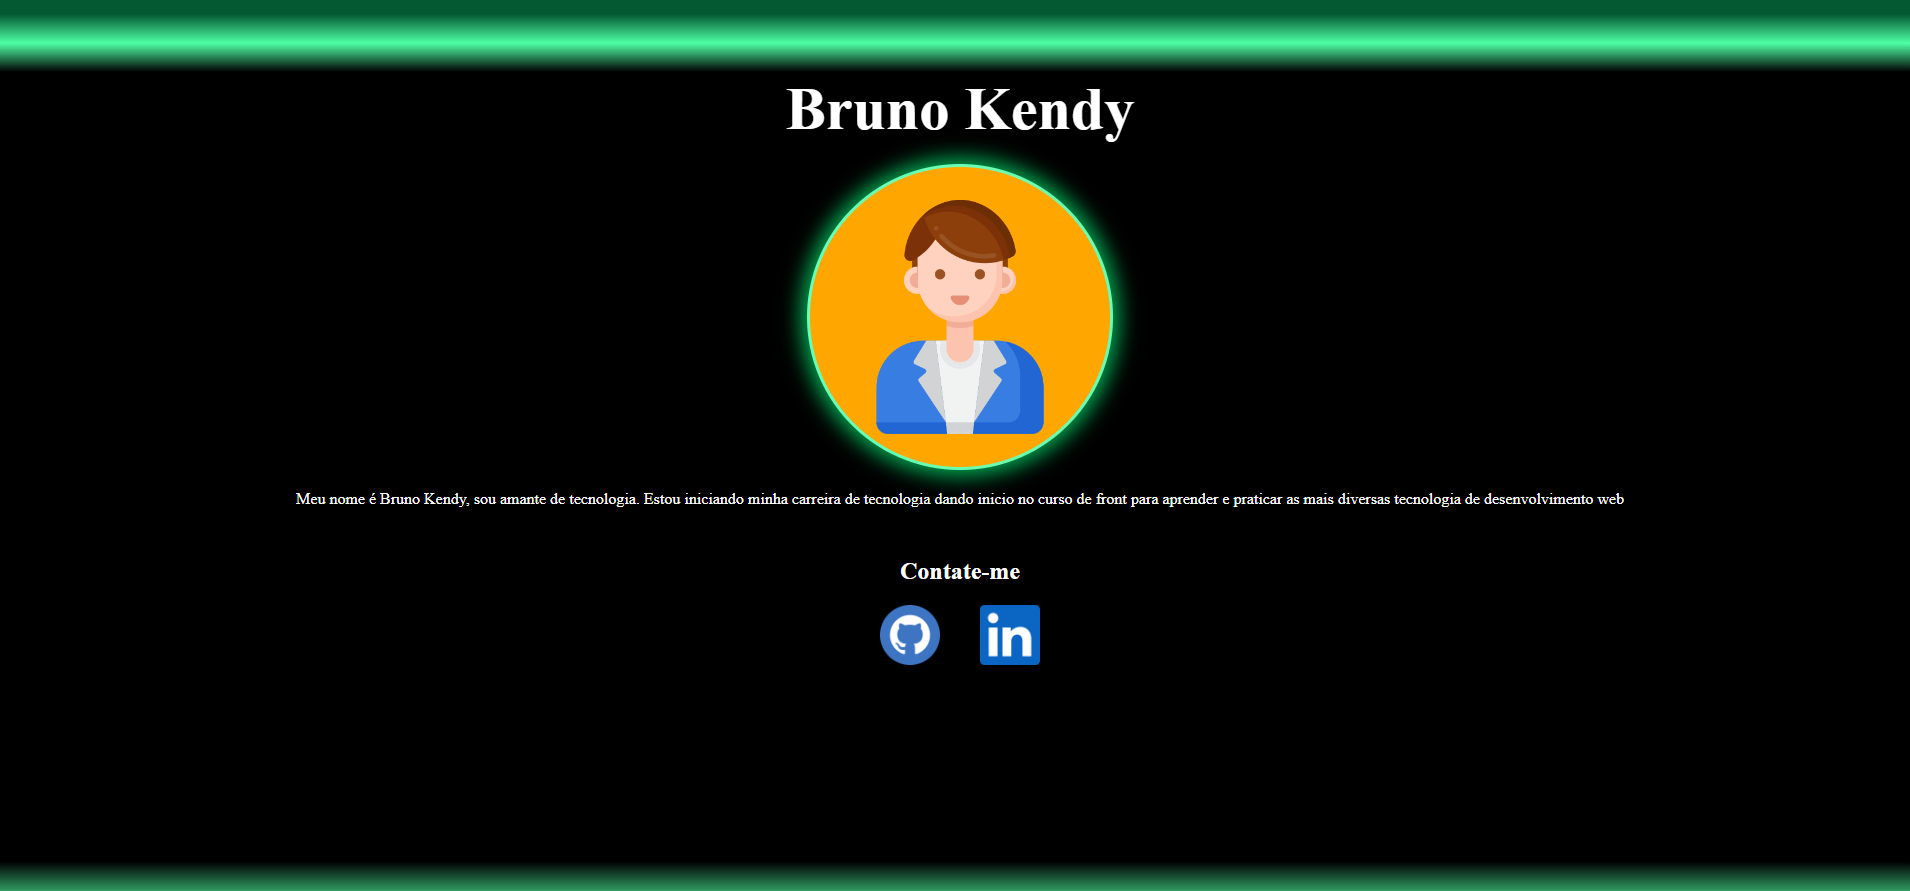 Bruno Kendy
Meu nome é Bruno Kendy, sou amante de tecnologia. Estou iniciando minha carreira de tecnologia dando inicio no curso de front para aprender e praticar as mais diversas tecnologia de desenvolvimento web
Contate-me
in